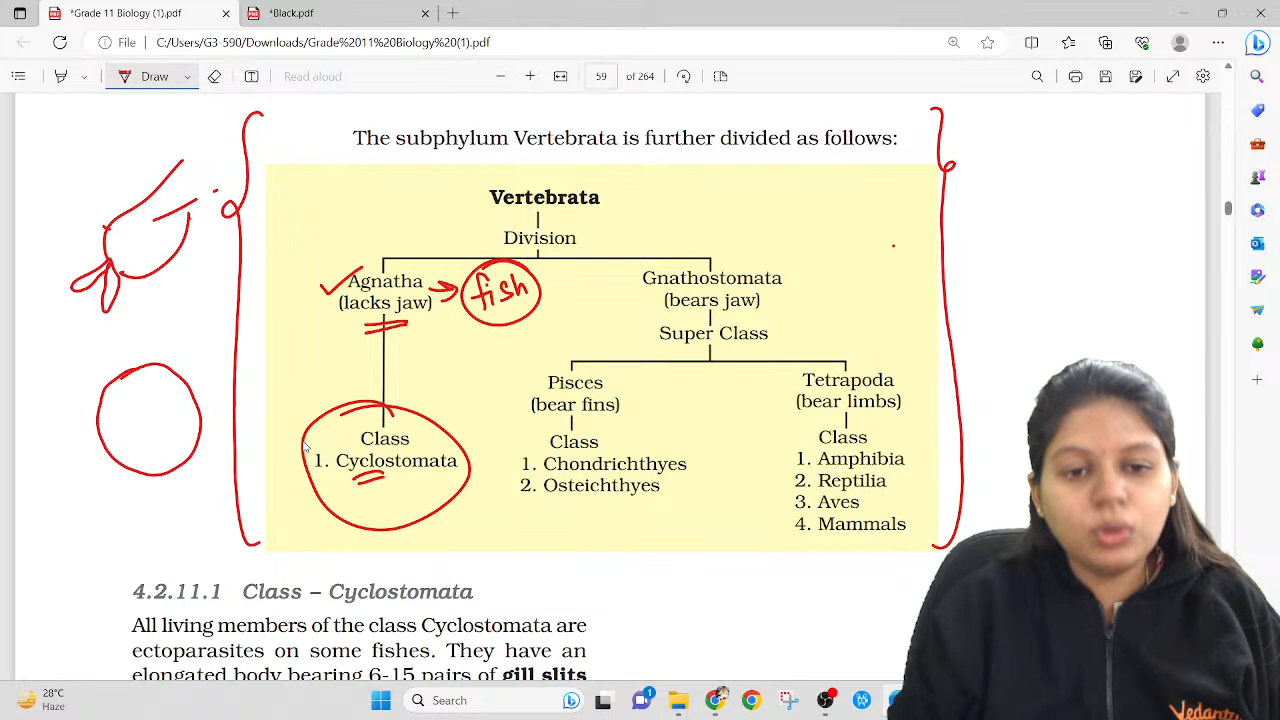 *Grade 11 Biology (1).pdf
*Black.pdf
File
C:/Users/G3-590/Downloads/Grade%2011%20Biology%20(1).pdf
Draw
Read aloud
59 of 264
The subphylum Vertebrata is further divided as follows:
Vertebrata
Division
Agnatha
(lacks jaw)
fish
Gnathostomata
(bears jaw)
Super Class
Pisces
(bear fins)
Tetrapoda
(bear limbs)
Class
1. Cyclostomata
Class
1. Chondrichthyes
2. Osteichthyes
Class
1. Amphibia
2. Reptilia
3. Aves
4. Mammals
4.2.11.1 Class – Cyclostomata
All living members of the class Cyclostomata are
ectoparasites on some fishes. They have an
elongated body bearing 6-15 pairs of gill slits
28°C
Haze
Search
1
Vedantu